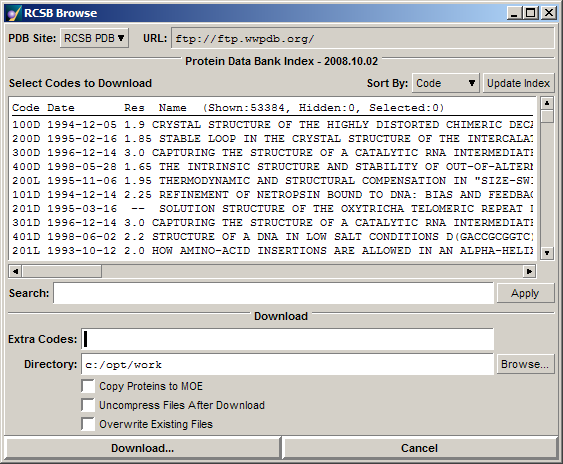 RCSB Browse
PDB Site: RCSB PDB URL: ftp://ftp.wwpdb.org/
Protein Data Bank Index - 2008.10.02
Select Codes to Download Sort By: Code Update Index
Code Date Res Name (Shown:53384, Hidden:0, Selected:0)
100D 1994-12-05 1.9 CRYSTAL STRUCTURE OF THE HIGHLY DISTORTED CHIMERIC DECA
200D 1995-02-16 1.85 STABLE LOOP IN THE CRYSTAL STRUCTURE OF THE INTERCALAT
300D 1996-12-14 3.0 CAPTURING THE STRUCTURE OF A CATALYTIC RNA INTERMEDIATE
400D 1998-05-28 1.65 THE INTRINSIC STRUCTURE AND STABILITY OF OUT-OF-ALTERN
200L 1995-11-06 1.95 THERMODYNAMIC AND STRUCTURAL COMPENSATION IN "SIZE-SWI
101D 1994-12-14 2.25 REFINEMENT OF NETROPSIN BOUND TO DNA: BIAS AND FEEDBAC
201D 1995-03-16 -- SOLUTION STRUCTURE OF THE OXYTRICHA TELOMERIC REPEAT D
301D 1996-12-14 3.0 CAPTURING THE STRUCTURE OF A CATALYTIC RNA INTERMEDIATE
401D 1998-06-02 2.2 STRUCTURE OF A DNA IN LOW SALT CONDITIONS D(GACCGCGGTC)
201L 1993-10-12 2.0 HOW AMINO-ACID INSERTIONS ARE ALLOWED IN AN ALPHA-HELIX
Search: Apply
Download
Extra Codes:
Directory: c:/opt/work Browse...
Copy Proteins to MOE
Uncompress Files After Download
Overwrite Existing Files
Download... Cancel